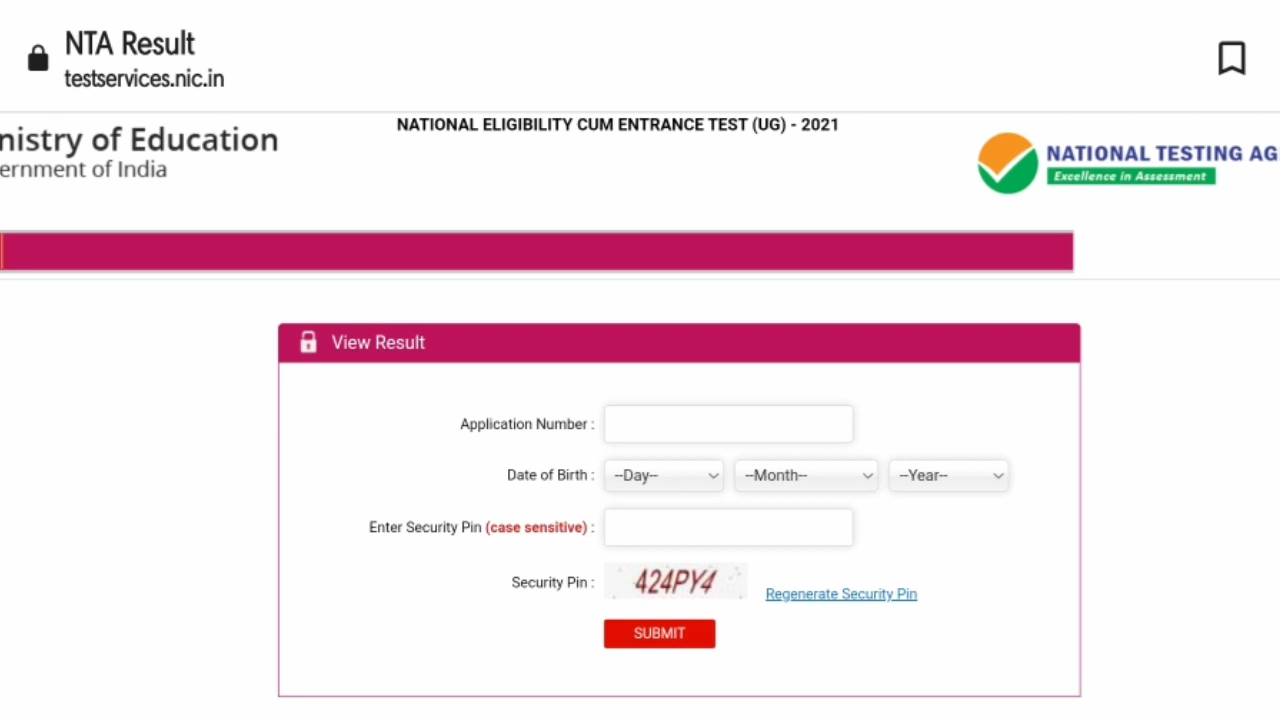 NTA Result
testservices.nic.in
nistry of Education
ernment of India
NATIONAL ELIGIBILITY CUM ENTRANCE TEST (UG) - 2021
NATIONAL TESTING AG
Excellence in Assessment
View Result
Application Number :
Date of Birth : --Day-- --Month-- --Year--
Enter Security Pin (case sensitive) :
Security Pin : 424PY4 Regenerate Security Pin
SUBMIT